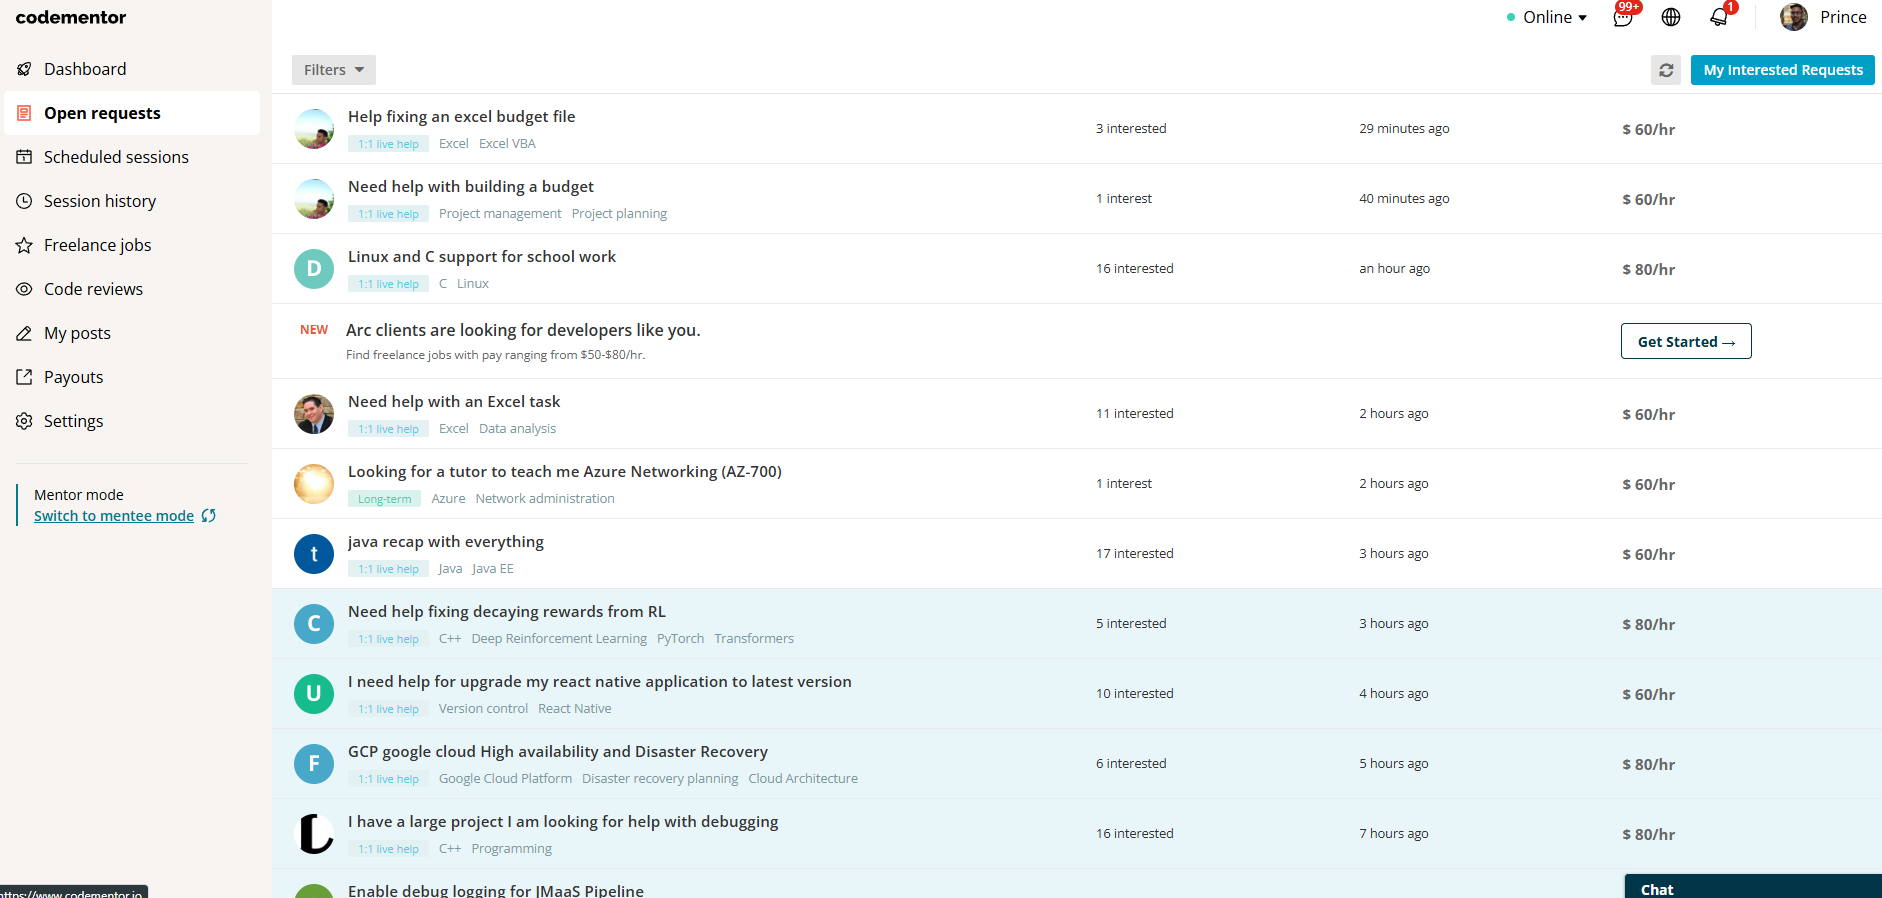 codementor
Online
99+
1
Prince
Dashboard
Open requests
Scheduled sessions
Session history
Freelance jobs
Code reviews
My posts
Payouts
Settings
Mentor mode
Switch to mentee mode
Filters
My Interested Requests
Help fixing an excel budget file
1:1 live help Excel Excel VBA
3 interested
29 minutes ago
$ 60/hr
Need help with building a budget
1:1 live help Project management Project planning
1 interest
40 minutes ago
$ 60/hr
D
Linux and C support for school work
1:1 live help C Linux
16 interested
an hour ago
$ 80/hr
NEW
Arc clients are looking for developers like you.
Find freelance jobs with pay ranging from $50-$80/hr.
Get Started →
Need help with an Excel task
1:1 live help Excel Data analysis
11 interested
2 hours ago
$ 60/hr
Looking for a tutor to teach me Azure Networking (AZ-700)
Long-term Azure Network administration
1 interest
2 hours ago
$ 60/hr
t
java recap with everything
1:1 live help Java Java EE
17 interested
3 hours ago
$ 60/hr
C
Need help fixing decaying rewards from RL
1:1 live help C++ Deep Reinforcement Learning PyTorch Transformers
5 interested
3 hours ago
$ 80/hr
U
I need help for upgrade my react native application to latest version
1:1 live help Version control React Native
10 interested
4 hours ago
$ 60/hr
F
GCP google cloud High availability and Disaster Recovery
1:1 live help Google Cloud Platform Disaster recovery planning Cloud Architecture
6 interested
5 hours ago
$ 80/hr
I have a large project I am looking for help with debugging
1:1 live help C++ Programming
16 interested
7 hours ago
$ 80/hr
Enable debug logging for JMaaS Pipeline
https://www.codementor.io
Chat